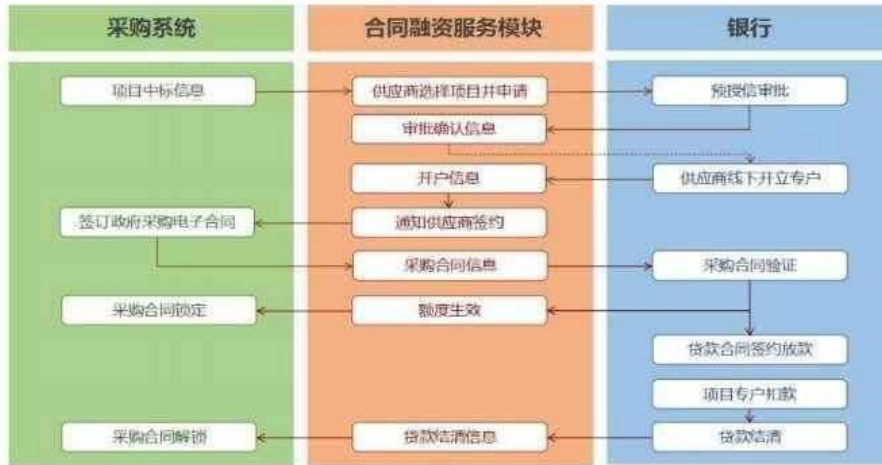 采购系统
合同融资服务模块
银行
项目中标信息
供应商选择项目并申请
预授信审批
审批确认信息
开户信息
供应商线下开立专户
签订政府采购电子合同
通知供应商签约
采购合同信息
采购合同验证
采购合同锁定
额度生效
贷款合同签约放款
项目专户扣款
采购合同解锁
贷款结清信息
贷款结清